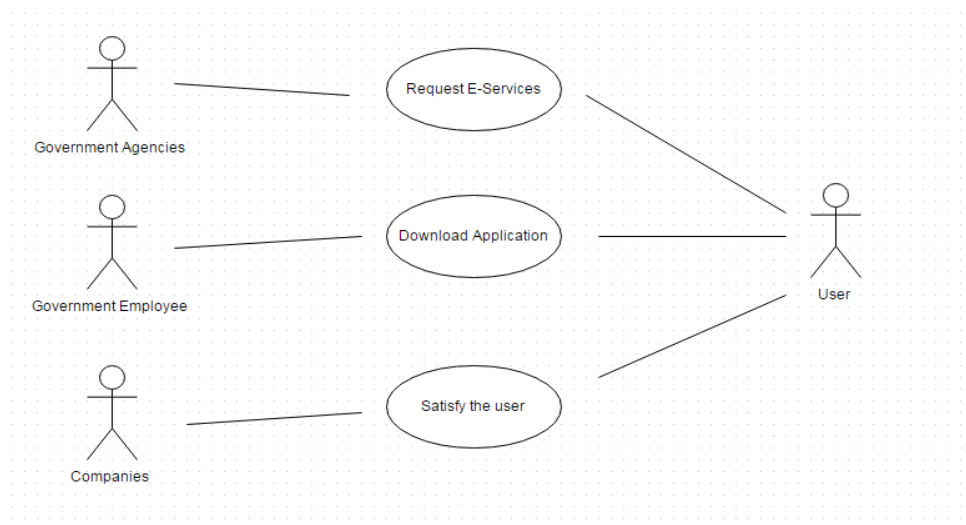 Request E-Services
Government Agencies
Download Application
Government Employee
User
Satisfy the user
Companies